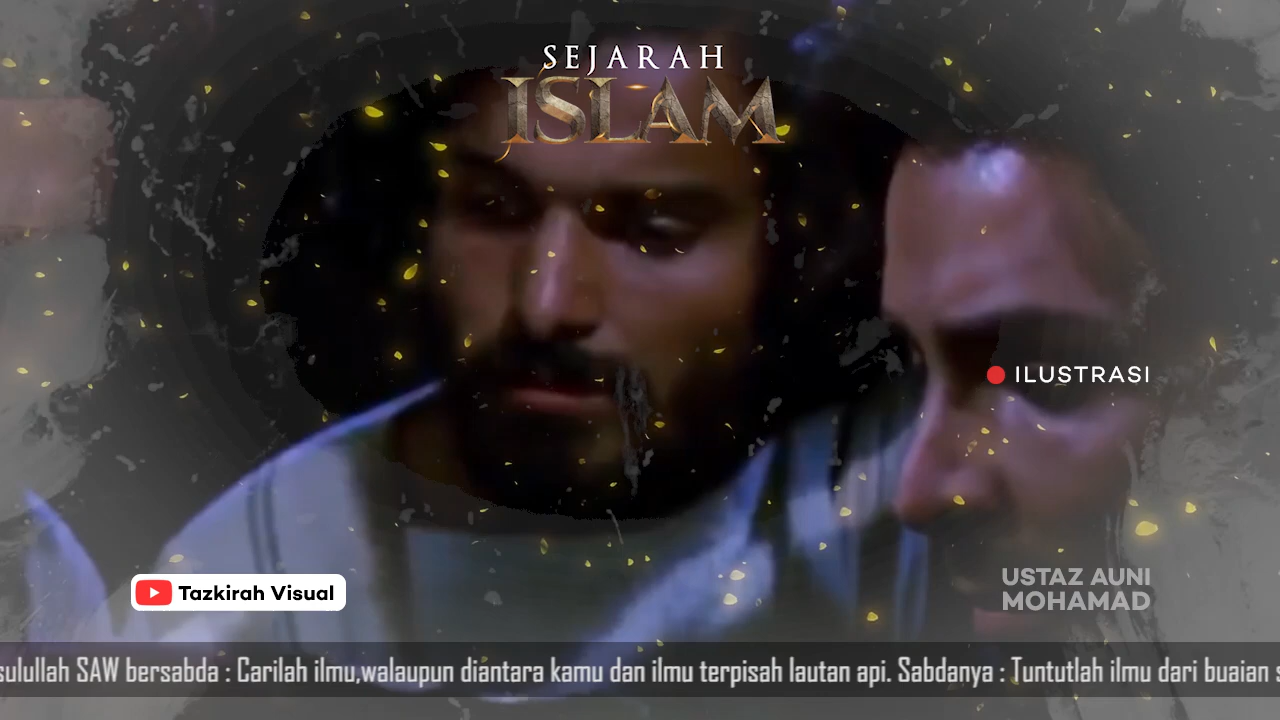 SEJARAH
ISLAM
ILUSTRASI
Tazkirah Visual
USTAZ AUNI
MOHAMAD
sulullah SAW bersabda : Carilah ilmu,walaupun diantara kamu dan ilmu terpisah lautan api. Sabdanya : Tuntutlah ilmu dari buaian s